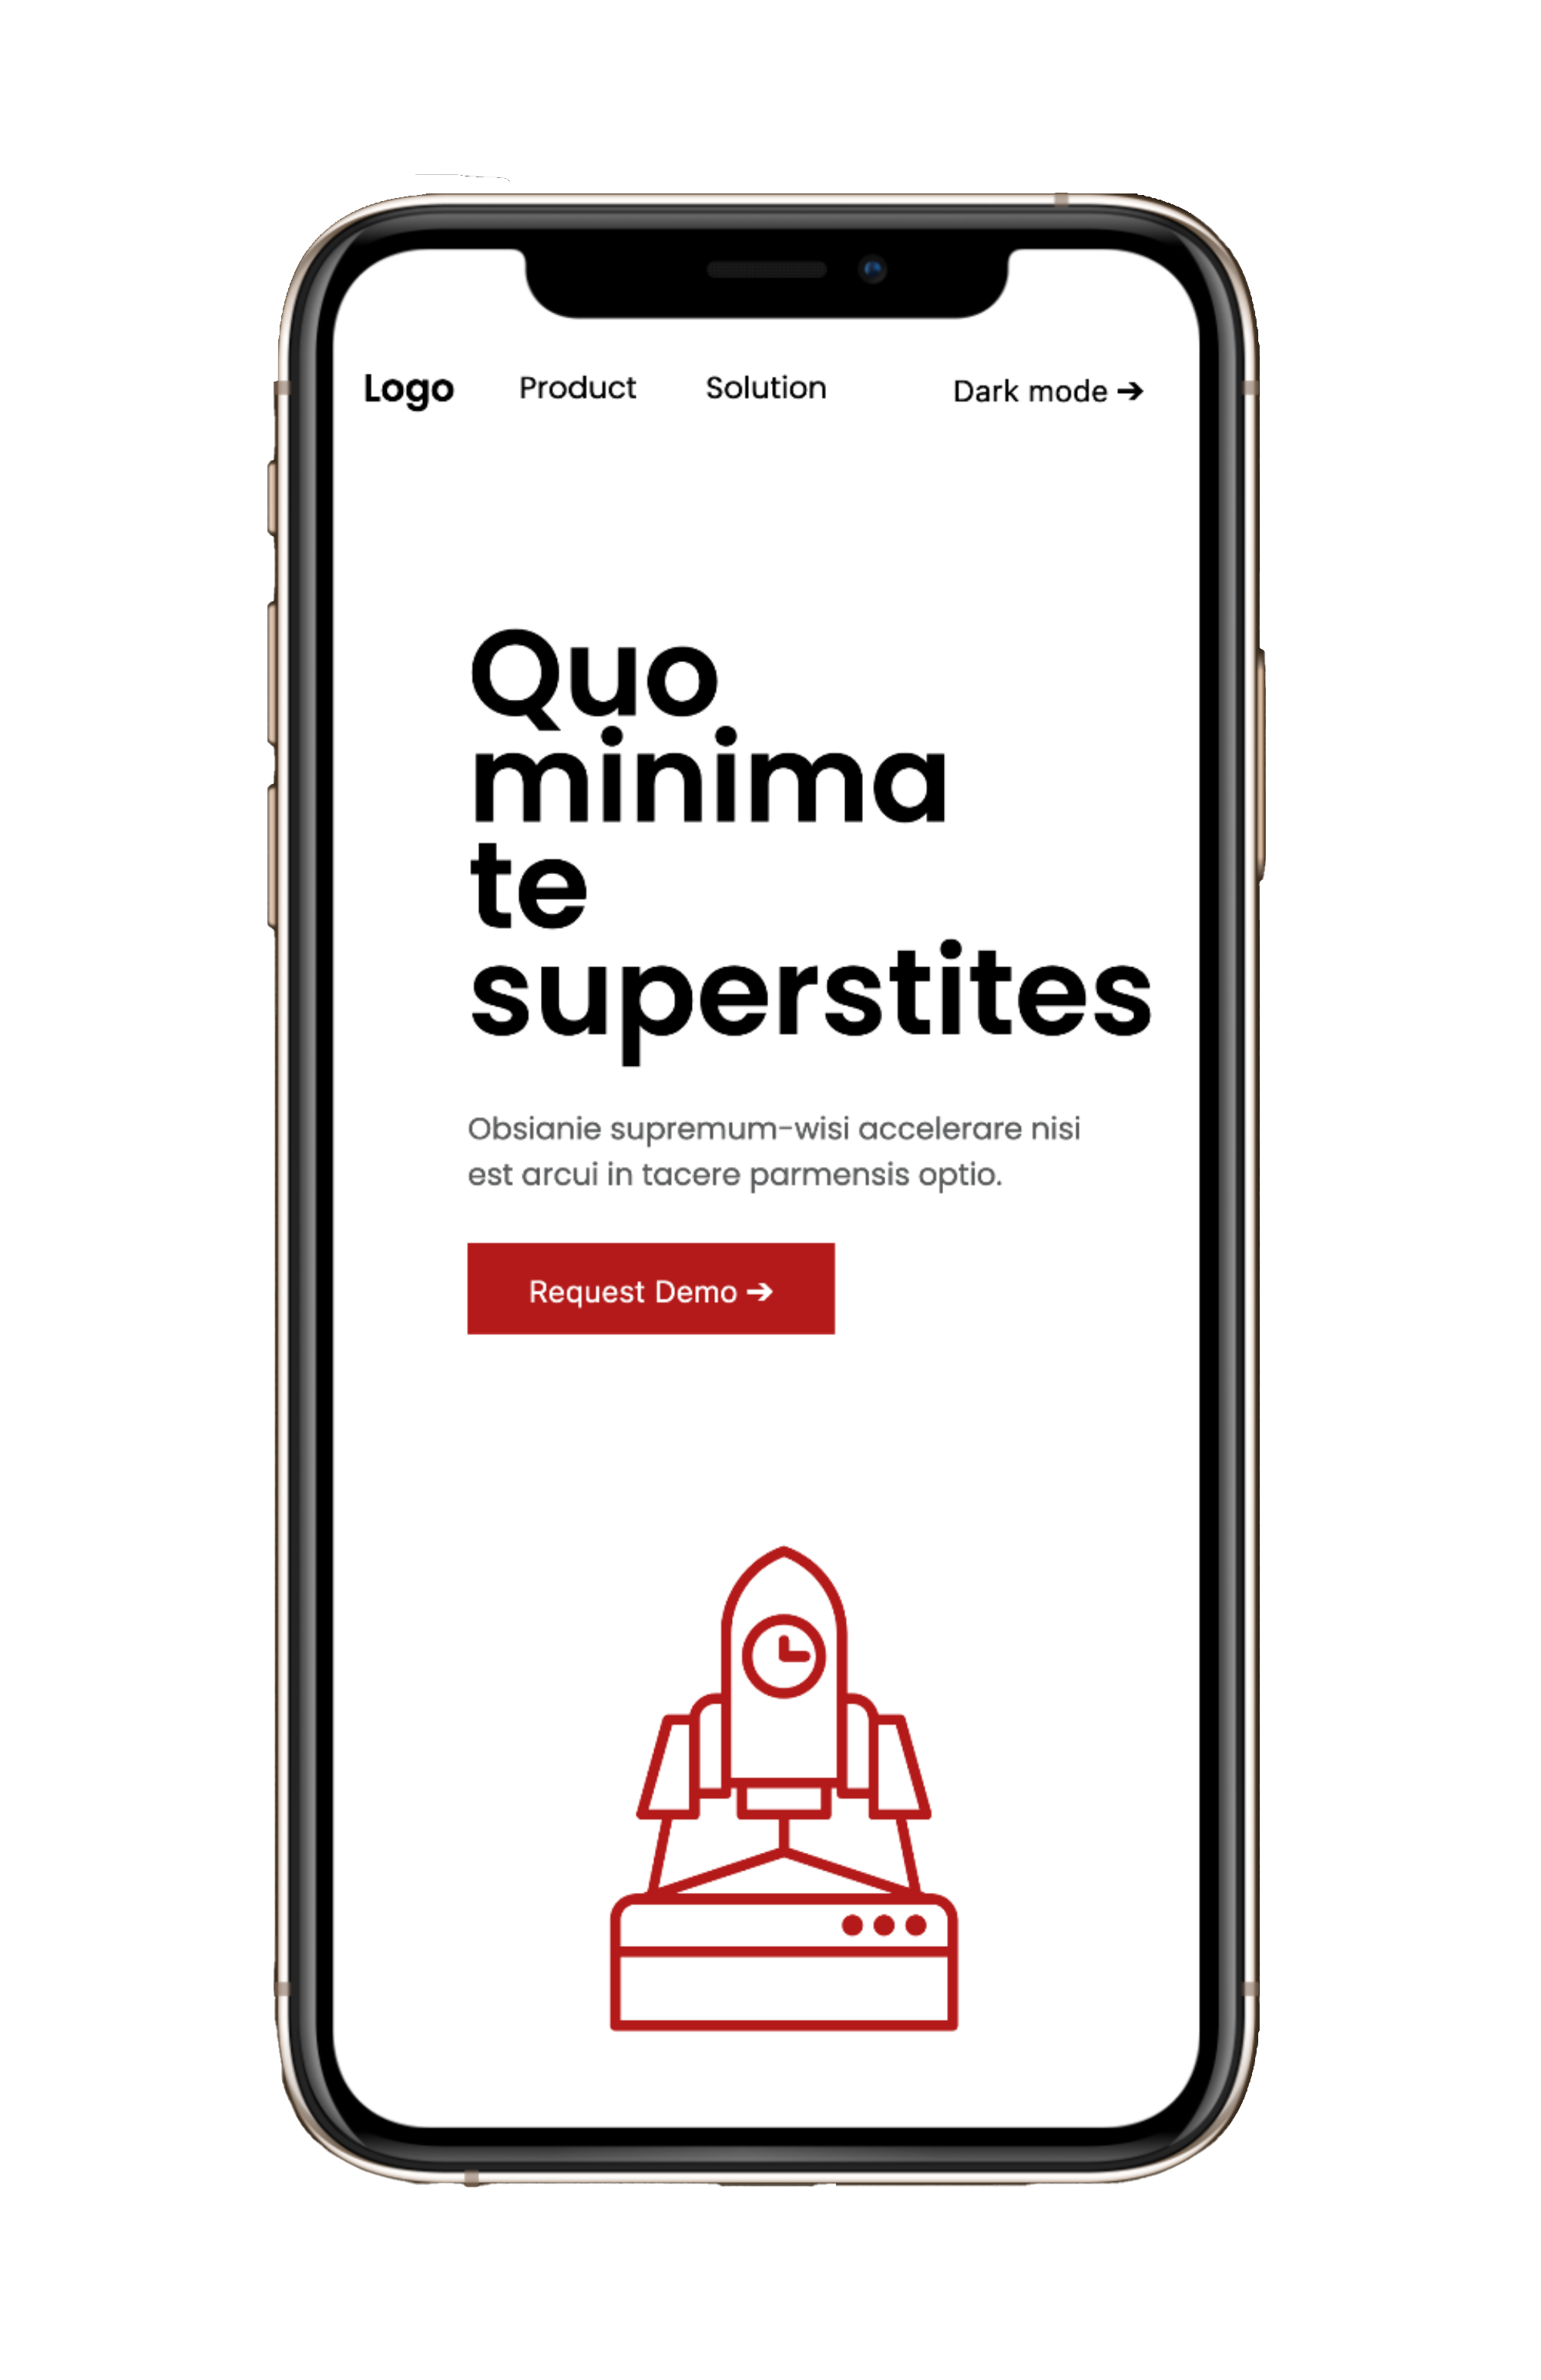 Logo Product Solution Dark mode →
Quo
minima
te
superstites
Obsianie supremum-wisi accelerare nisi
est arcui in tacere parmensis optio.
Request Demo →